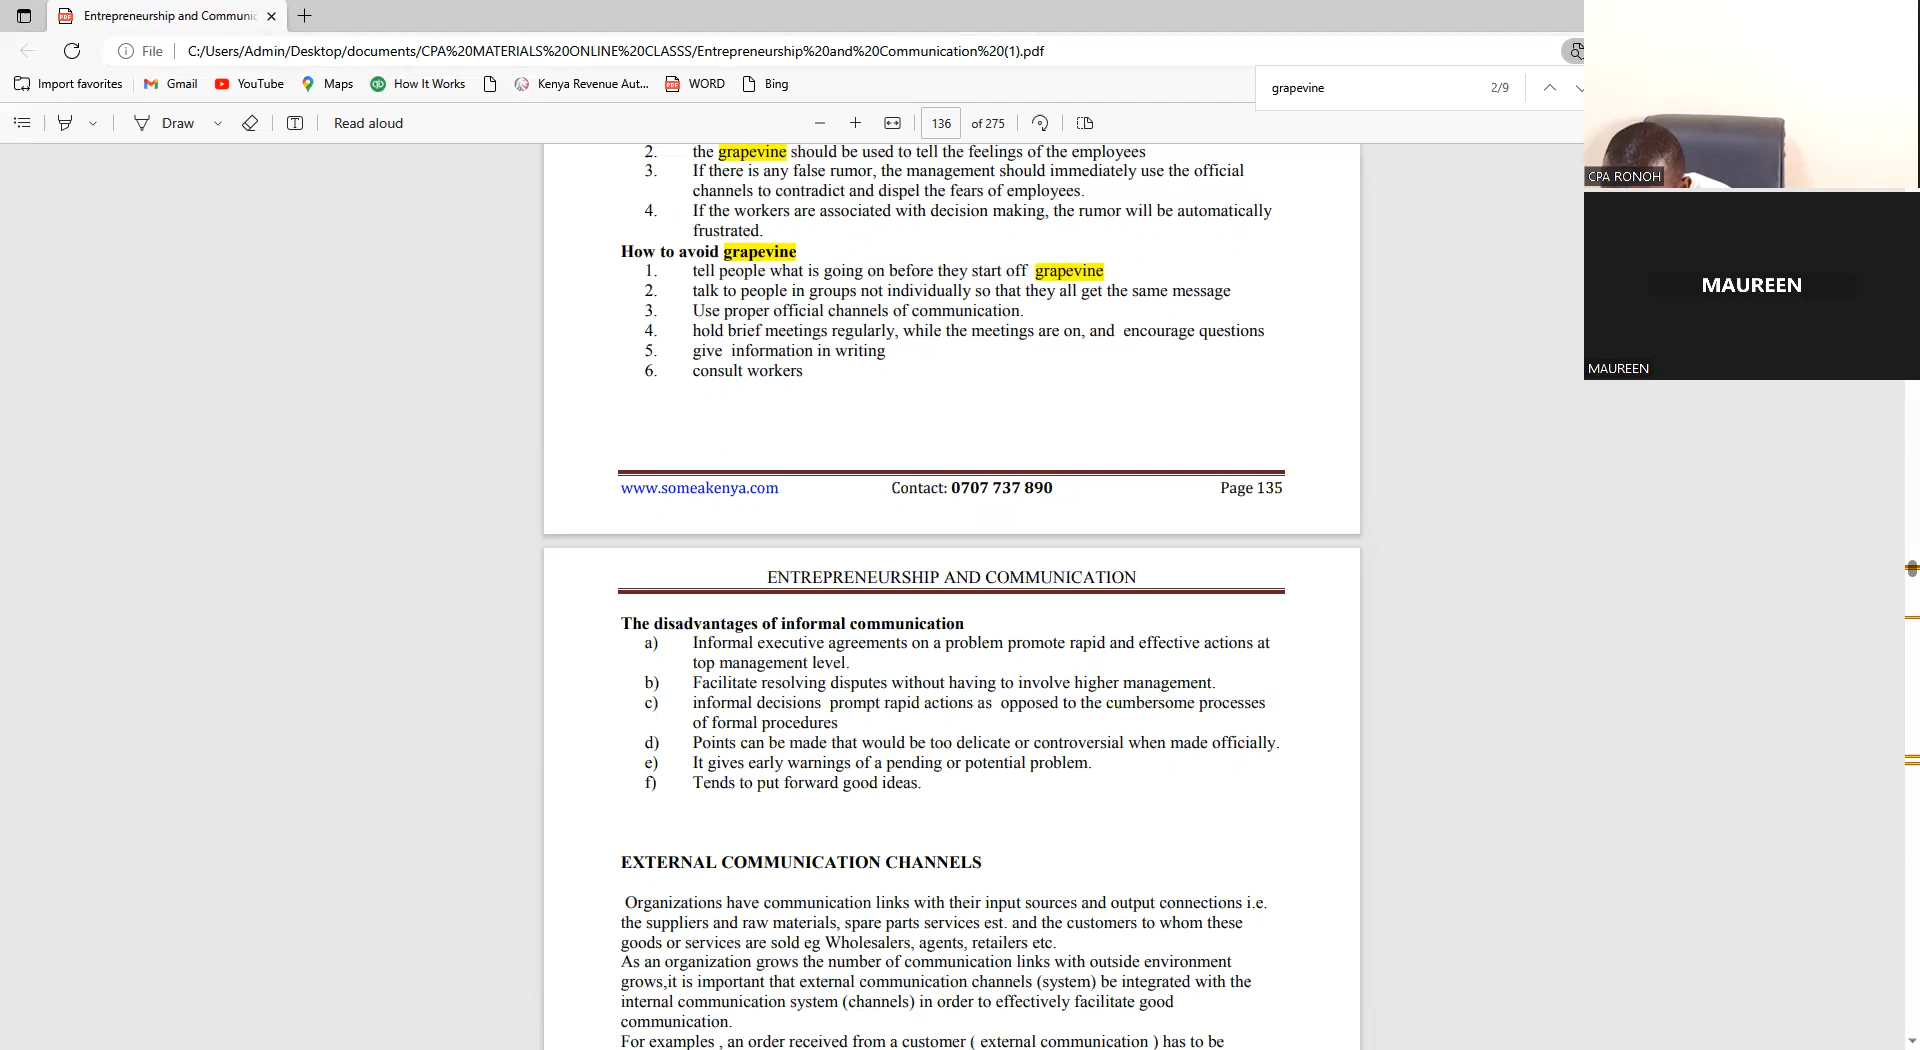 Entrepreneurship and Communic
File
C:/Users/Admin/Desktop/documents/CPA%20MATERIALS%20ONLINE%20CLASSS/Entrepreneurship%20and%20Communication%20(1).pdf
Import favorites Gmail YouTube Maps How It Works Kenya Revenue Aut... WORD Bing
grapevine 2/9
Draw Read aloud 136 of 275
2. the grapevine should be used to tell the feelings of the employees
3. If there is any false rumor, the management should immediately use the official
channels to contradict and dispel the fears of employees.
4. If the workers are associated with decision making, the rumor will be automatically
frustrated.
How to avoid grapevine
1. tell people what is going on before they start off grapevine
2. talk to people in groups not individually so that they all get the same message
3. Use proper official channels of communication.
4. hold brief meetings regularly, while the meetings are on, and encourage questions
5. give information in writing
6. consult workers
www.someakenya.com Contact: 0707 737 890 Page 135
ENTREPRENEURSHIP AND COMMUNICATION
The disadvantages of informal communication
a) Informal executive agreements on a problem promote rapid and effective actions at
top management level.
b) Facilitate resolving disputes without having to involve higher management.
c) informal decisions prompt rapid actions as opposed to the cumbersome processes
of formal procedures
d) Points can be made that would be too delicate or controversial when made officially.
e) It gives early warnings of a pending or potential problem.
f) Tends to put forward good ideas.
EXTERNAL COMMUNICATION CHANNELS
Organizations have communication links with their input sources and output connections i.e.
the suppliers and raw materials, spare parts services est. and the customers to whom these
goods or services are sold eg Wholesalers, agents, retailers etc.
As an organization grows the number of communication links with outside environment
grows,it is important that external communication channels (system) be integrated with the
internal communication system (channels) in order to effectively facilitate good
communication.
For examples , an order received from a customer ( external communication ) has to be
CPA RONOH
MAUREEN
MAUREEN